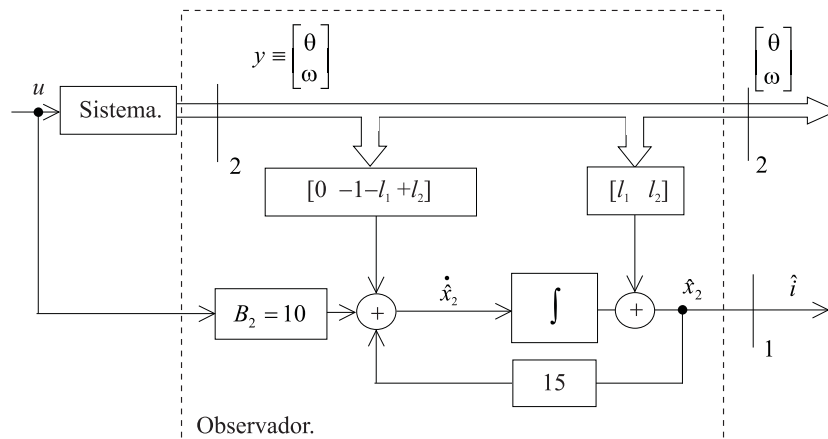 y ≡ [θ ω]
[θ ω]
u
Sistema.
2
2
[0 –1–l₁ +l₂]
[l₁ l₂]
B₂ = 10
+
ẋ̂₂
∫
+
x̂₂
î
1
15
Observador.